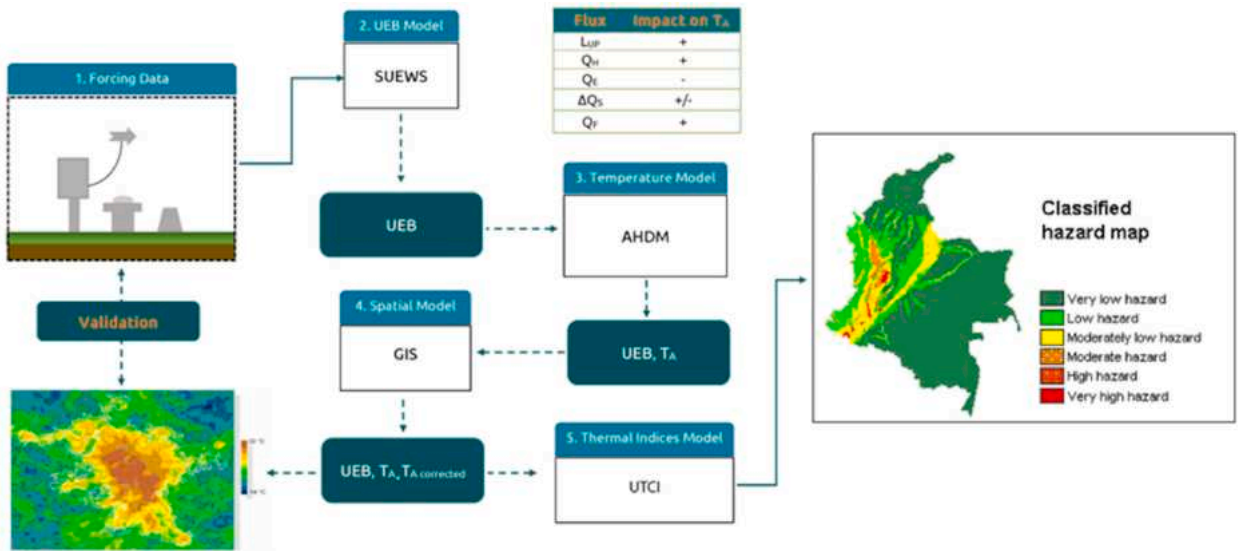 1. Forcing Data
2. UEB Model
SUEWS
Flux Impact on TA
LUP +
QH +
QE -
ΔQS +/-
QF +
UEB
3. Temperature Model
AHDM
Validation
4. Spatial Model
GIS
UEB, TA
UEB, TA, TA corrected
5. Thermal Indices Model
UTCI
Classified
hazard map
Very low hazard
Low hazard
Moderately low hazard
Moderate hazard
High hazard
Very high hazard